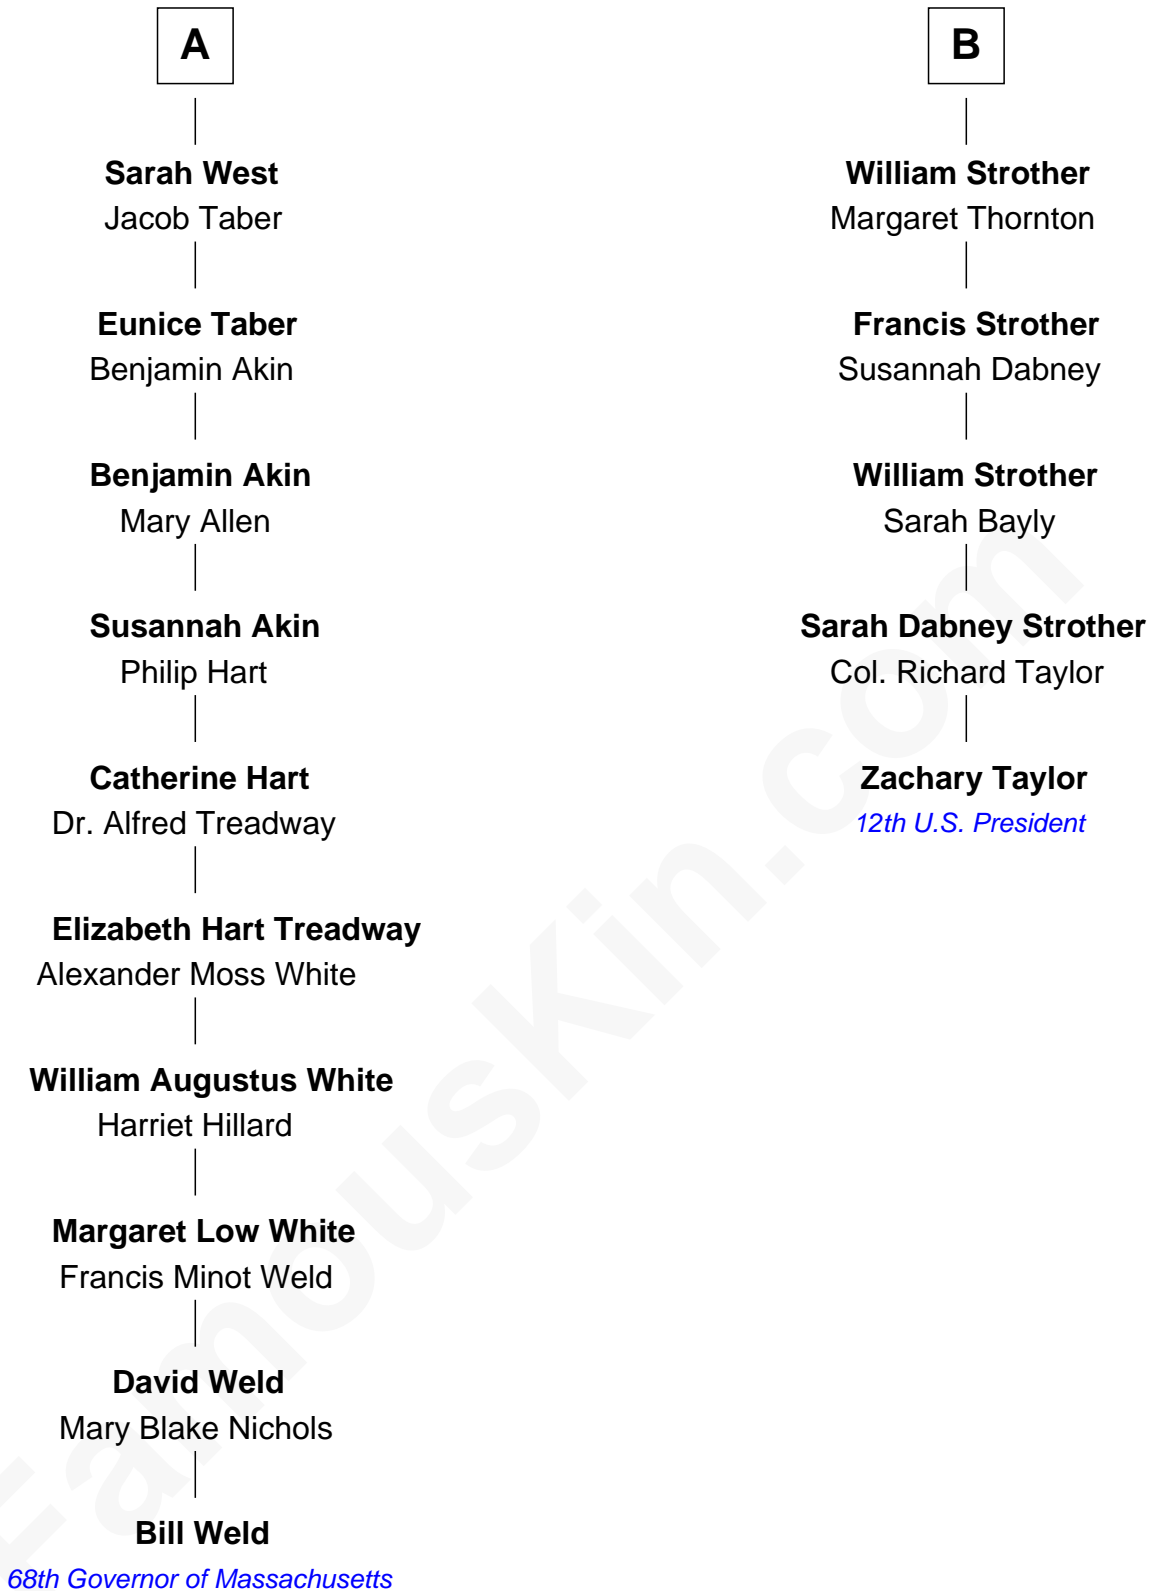 A
Sarah West
Jacob Taber
Eunice Taber
Benjamin Akin
Benjamin Akin
Mary Allen
Susannah Akin
Philip Hart
Catherine Hart
Dr. Alfred Treadway
Elizabeth Hart Treadway
Alexander Moss White
William Augustus White
Harriet Hillard
Margaret Low White
Francis Minot Weld
David Weld
Mary Blake Nichols
Bill Weld
68th Governor of Massachusetts
B
William Strother
Margaret Thornton
Francis Strother
Susannah Dabney
William Strother
Sarah Bayly
Sarah Dabney Strother
Col. Richard Taylor
Zachary Taylor
12th U.S. President
FamousKin.com